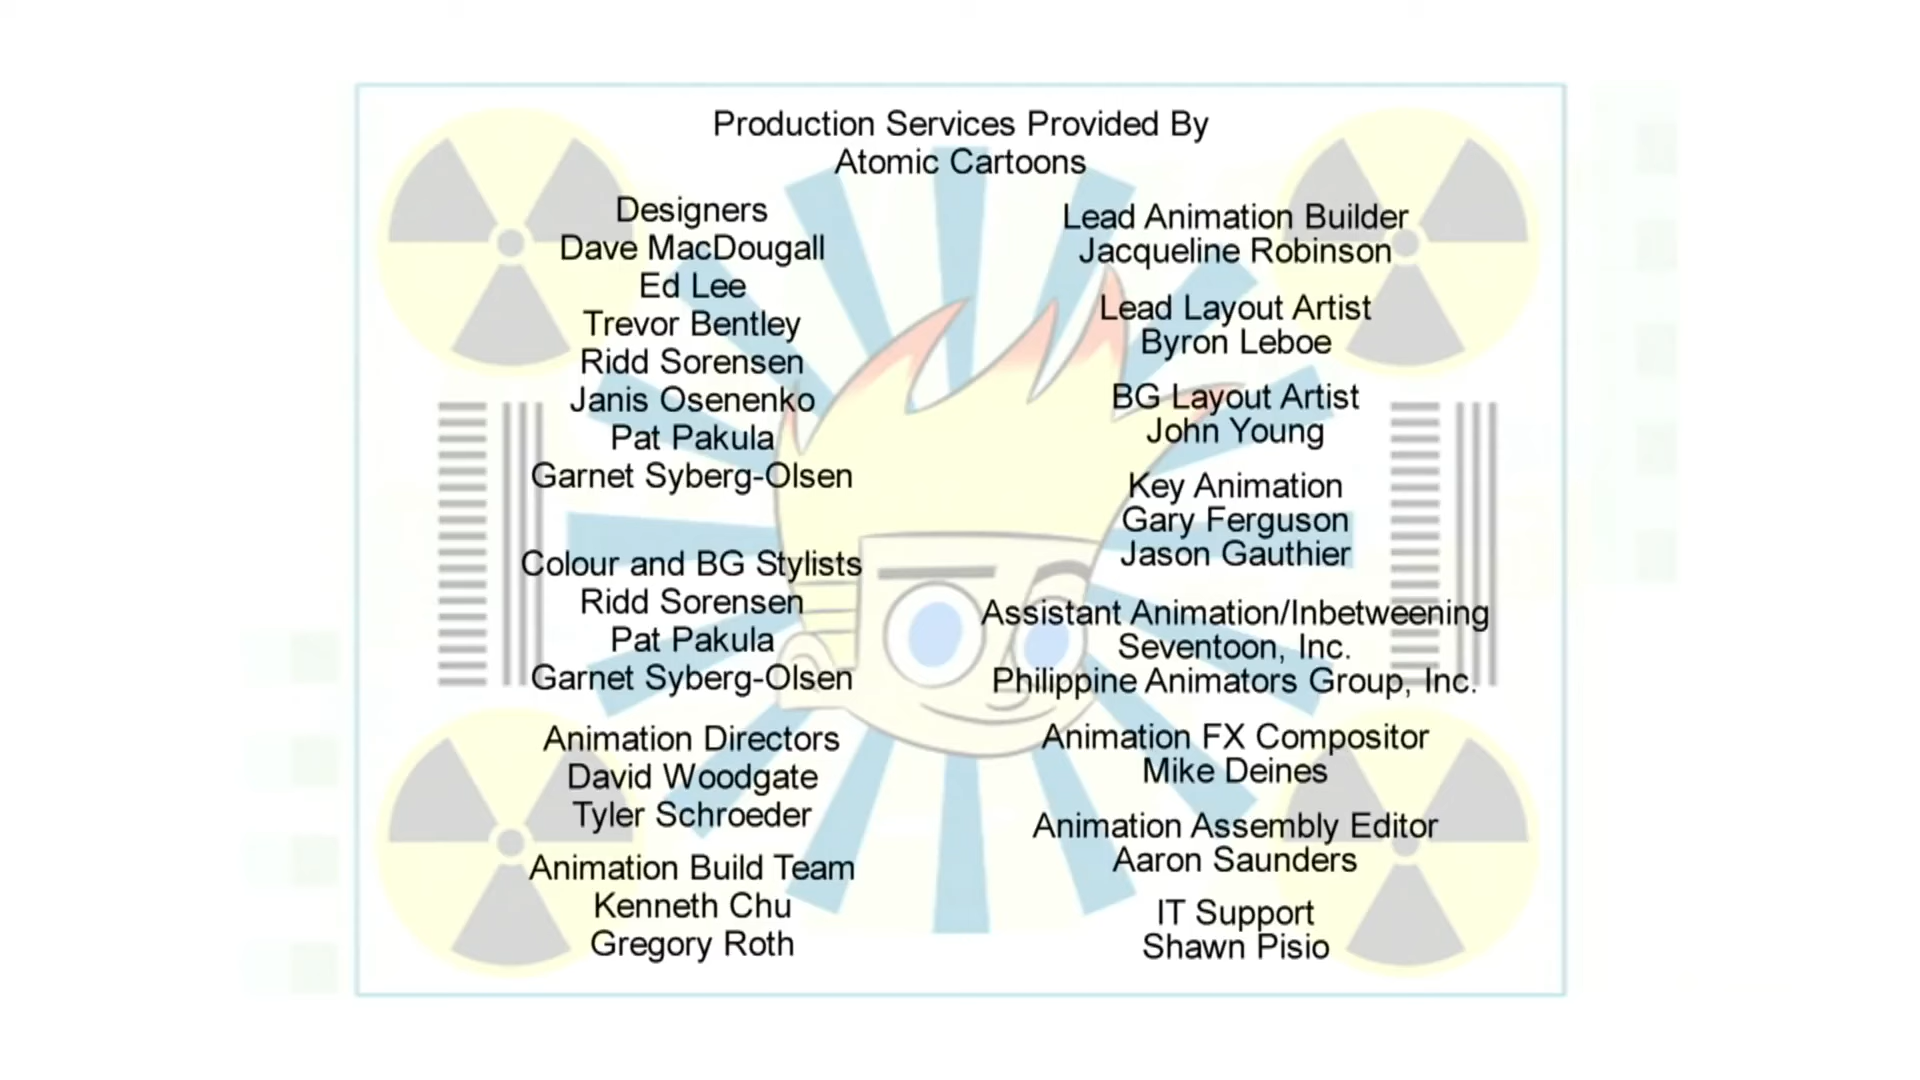 Production Services Provided By
Atomic Cartoons
Designers
Dave MacDougall
Ed Lee
Trevor Bentley
Ridd Sorensen
Janis Osenenko
Pat Pakula
Garnet Syberg-Olsen
Colour and BG Stylists
Ridd Sorensen
Pat Pakula
Garnet Syberg-Olsen
Animation Directors
David Woodgate
Tyler Schroeder
Animation Build Team
Kenneth Chu
Gregory Roth
Lead Animation Builder
Jacqueline Robinson
Lead Layout Artist
Byron Leboe
BG Layout Artist
John Young
Key Animation
Gary Ferguson
Jason Gauthier
Assistant Animation/Inbetweening
Seventoon, Inc.
Philippine Animators Group, Inc.
Animation FX Compositor
Mike Deines
Animation Assembly Editor
Aaron Saunders
IT Support
Shawn Pisio